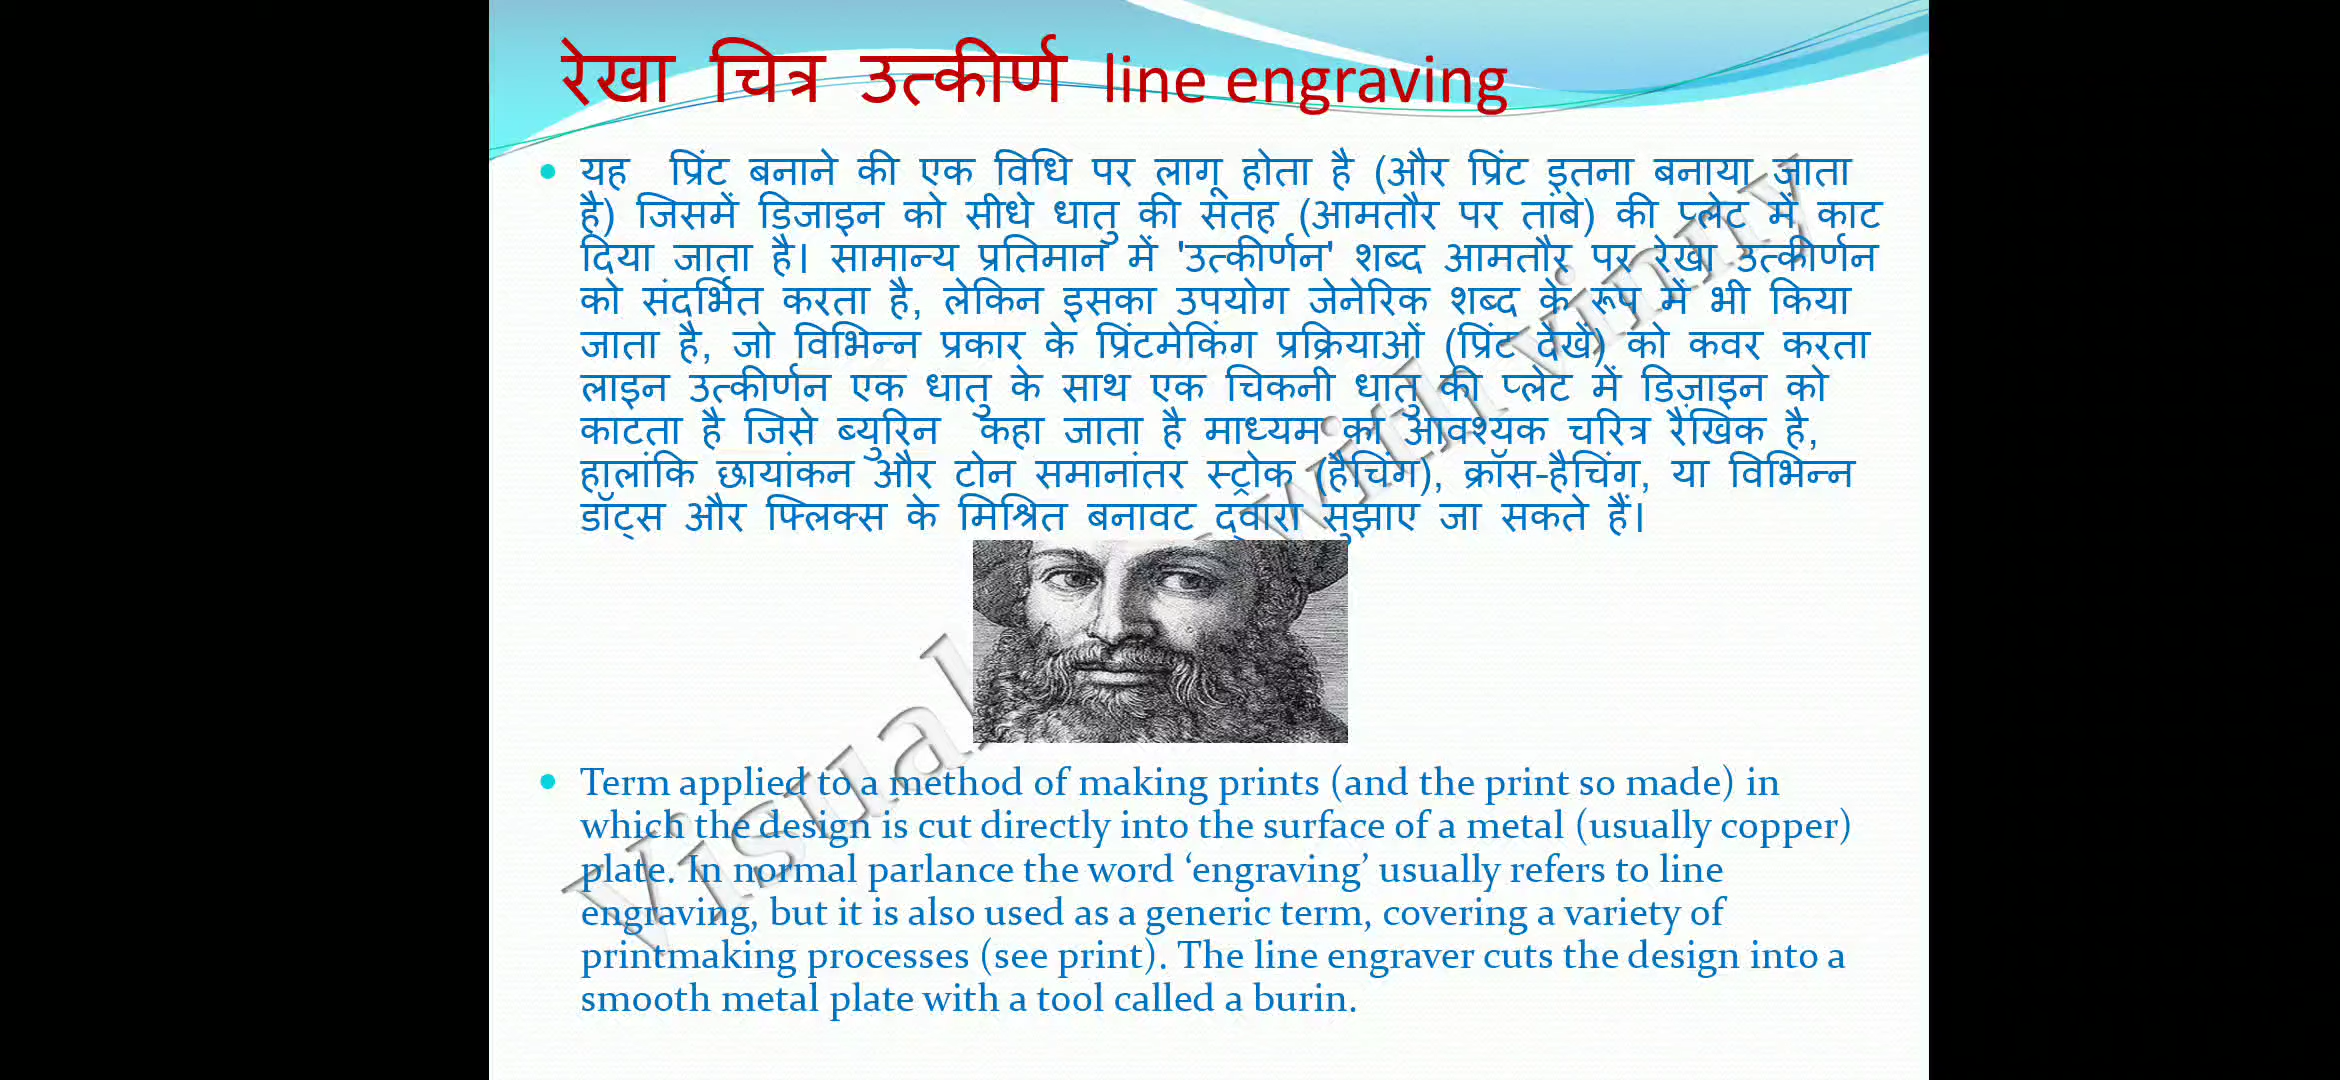 रेखा चित्र उत्कीर्ण line engraving
यह प्रिंट बनाने की एक विधि पर लागू होता है (और प्रिंट इतना बनाया जाता
है) जिसमें डिजाइन को सीधे धातु की सतह (आमतौर पर तांबे) की प्लेट में काट
दिया जाता है। सामान्य प्रतिमान में 'उत्कीर्णन' शब्द आमतौर पर रेखा उत्कीर्णन
को संदर्भित करता है, लेकिन इसका उपयोग जेनेरिक शब्द के रूप में भी किया
जाता है, जो विभिन्न प्रकार के प्रिंटमेकिंग प्रक्रियाओं (प्रिंट देखें) को कवर करता
लाइन उत्कीर्णन एक धातु के साथ एक चिकनी धातु की प्लेट में डिज़ाइन को
काटता है जिसे ब्युरिन कहा जाता है माध्यम का आवश्यक चरित्र रैखिक है,
हालांकि छायांकन और टोन समानांतर स्ट्रोक (हैचिंग), क्रॉस-हैचिंग, या विभिन्न
डॉट्स और फ्लिक्स के मिश्रित बनावट द्वारा सुझाए जा सकते हैं।
Term applied to a method of making prints (and the print so made) in
which the design is cut directly into the surface of a metal (usually copper)
plate. In normal parlance the word ‘engraving’ usually refers to line
engraving, but it is also used as a generic term, covering a variety of
printmaking processes (see print). The line engraver cuts the design into a
smooth metal plate with a tool called a burin.
Visual with vinny